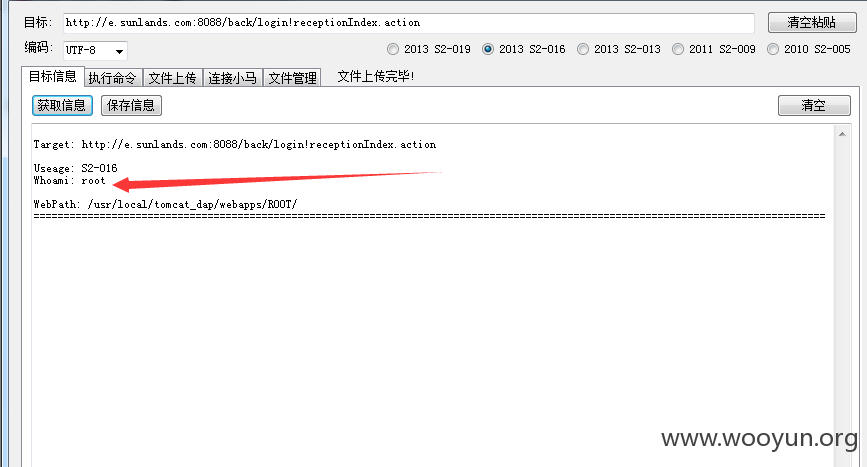 目标: http://e.sunlands.com:8088/back/login!receptionIndex.action 清空粘贴
编码: UTF-8 2013 S2-019 2013 S2-016 2013 S2-013 2011 S2-009 2010 S2-005
目标信息 执行命令 文件上传 连接小马 文件管理 文件上传完毕!
获取信息 保存信息 清空
Target: http://e.sunlands.com:8088/back/login!receptionIndex.action
Useage: S2-016
Whoami: root
WebPath: /usr/local/tomcat_dap/webapps/ROOT/
====================================================================================================================================
www.wooyun.org